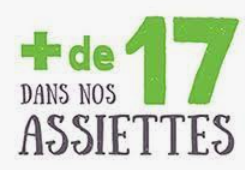 + de 17
DANS NOS
ASSIETTES